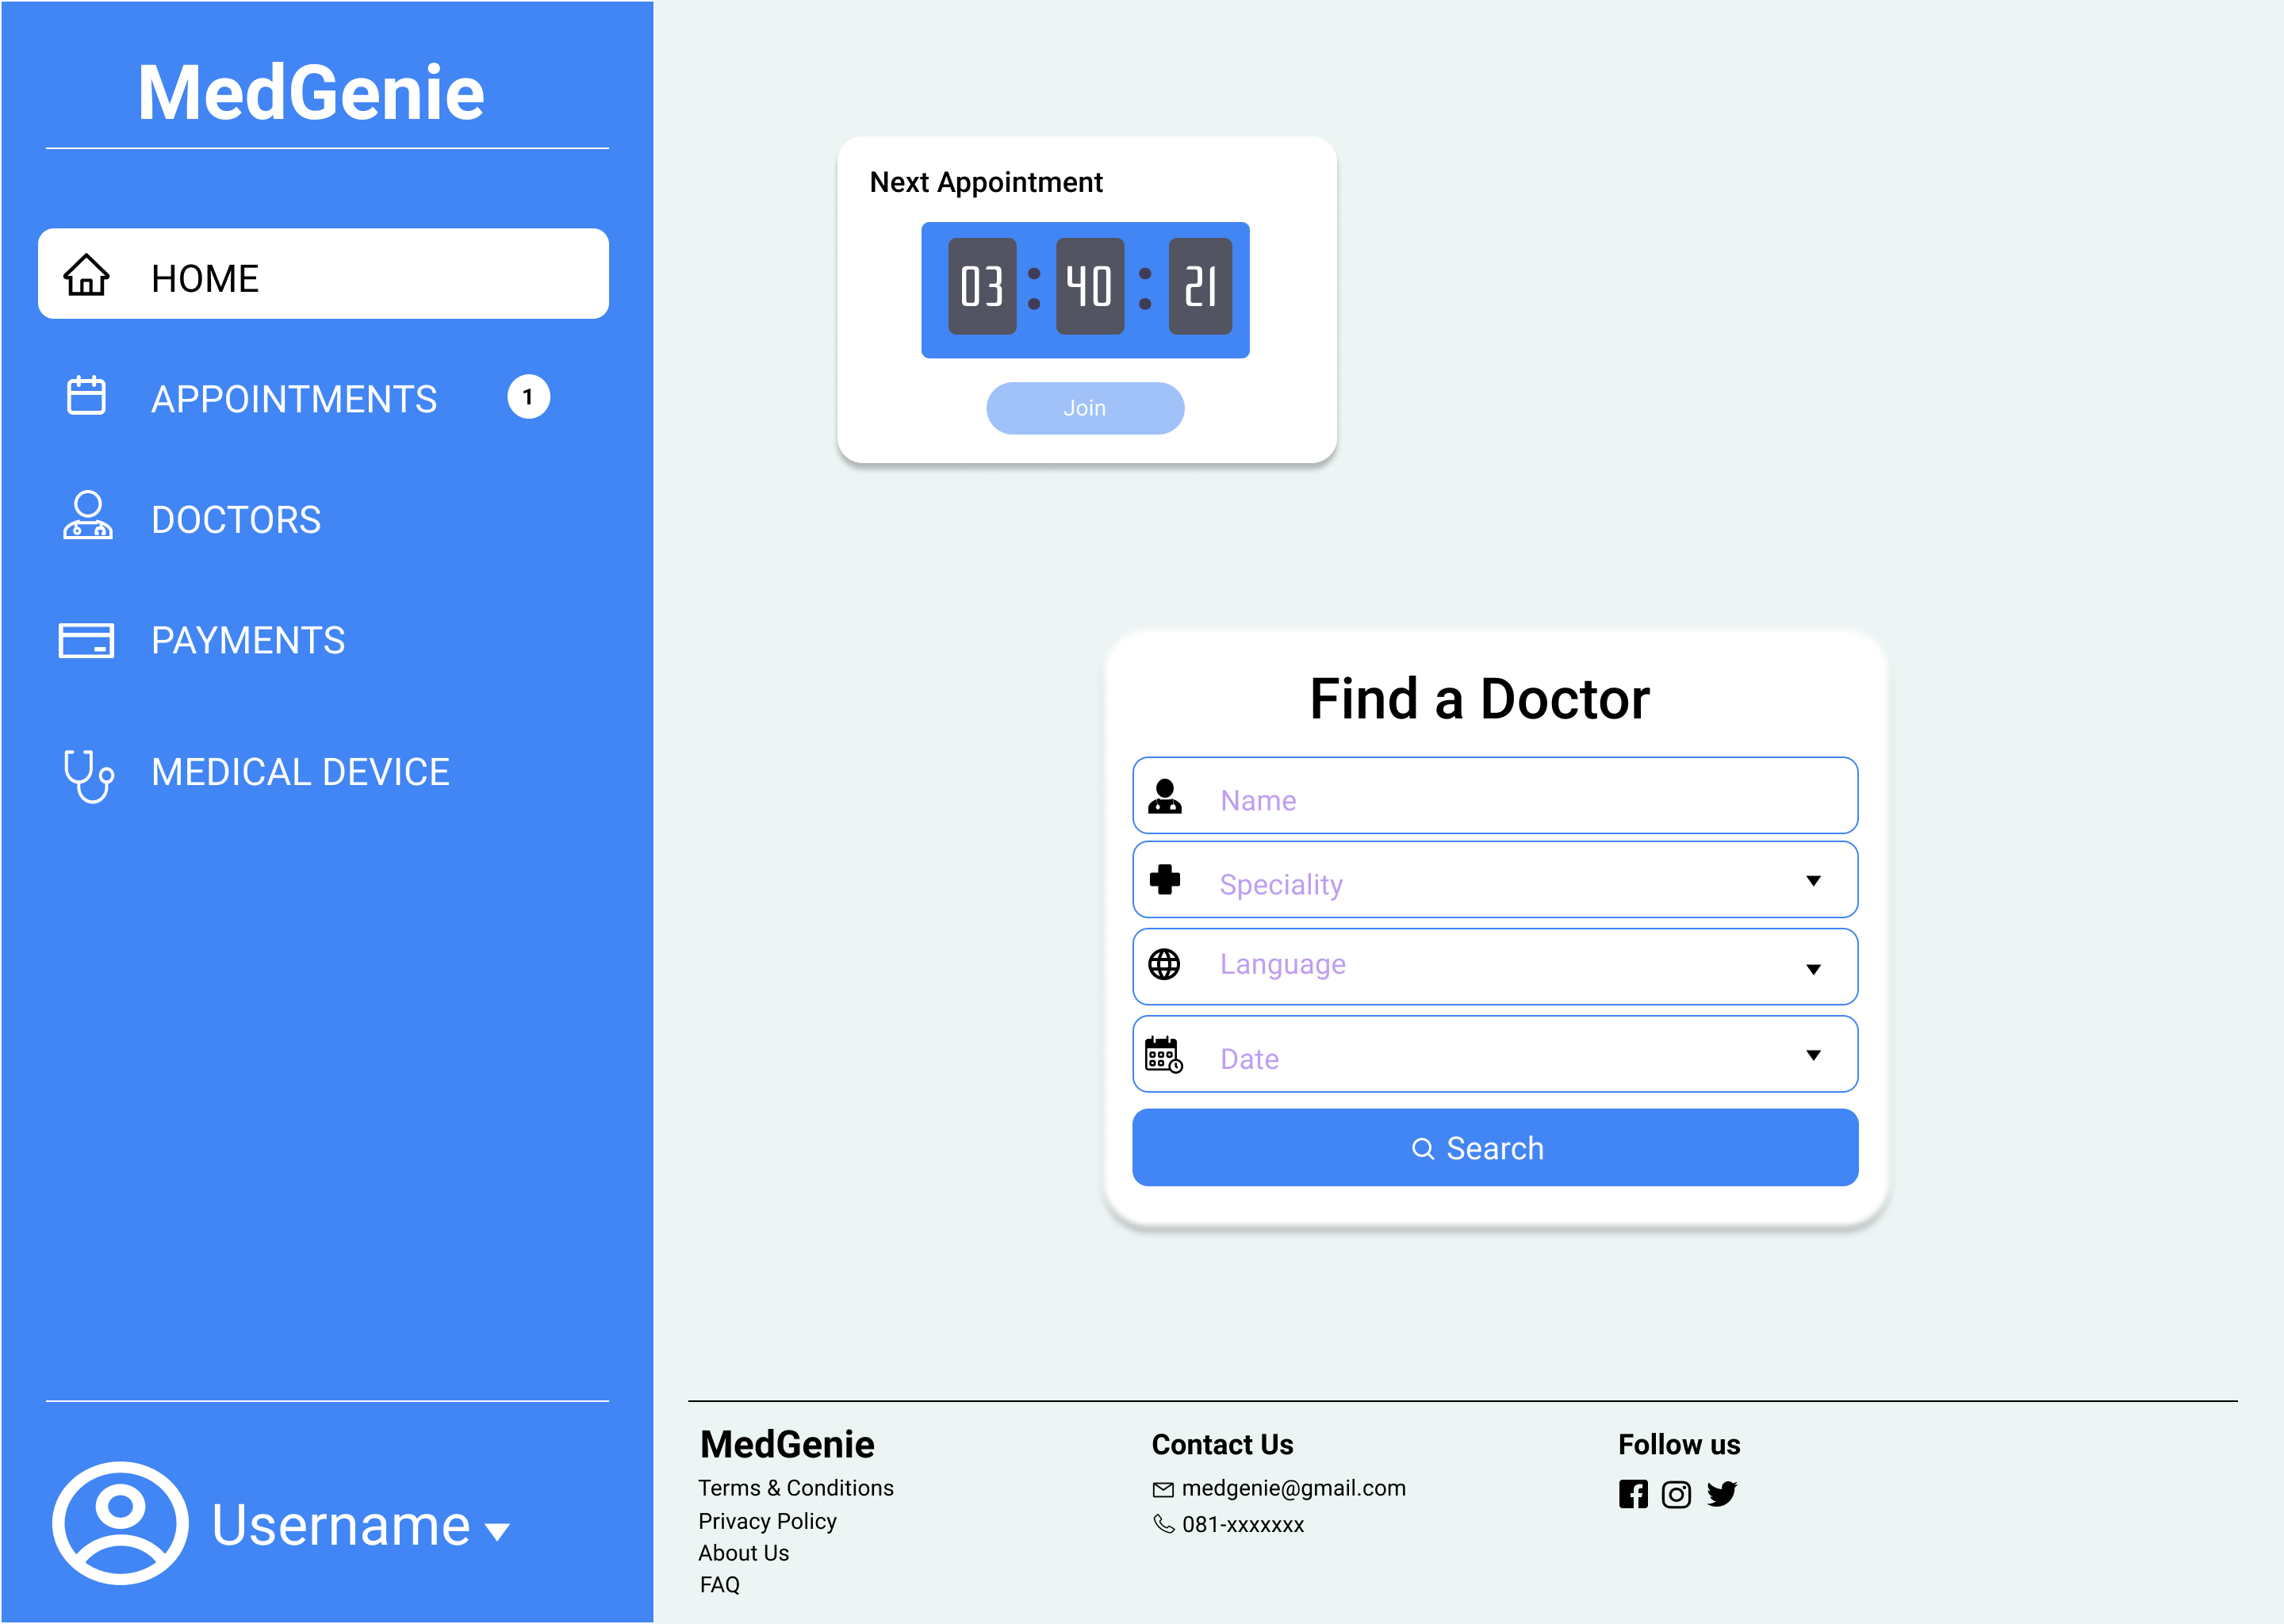 MedGenie
HOME
APPOINTMENTS 1
DOCTORS
PAYMENTS
MEDICAL DEVICE
Username
Next Appointment
03 : 40 : 21
Join
Find a Doctor
Name
Speciality
Language
Date
Search
MedGenie
Terms & Conditions
Privacy Policy
About Us
FAQ
Contact Us
medgenie@gmail.com
081-xxxxxxx
Follow us